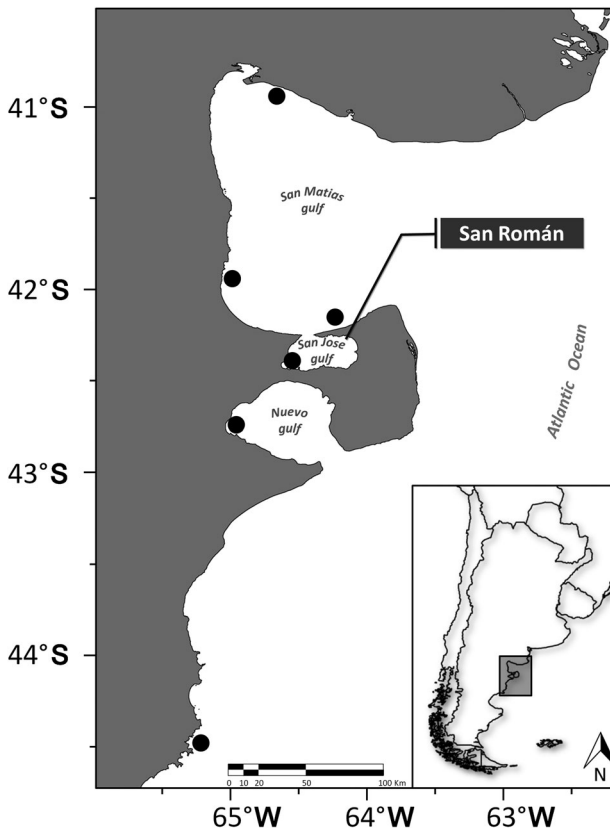 41°S
San Matias
gulf
San Román
42°S
San Jose
gulf
Atlantic Ocean
Nuevo
gulf
43°S
44°S
0 10 20 50 100 Km
N
65°W
64°W
63°W